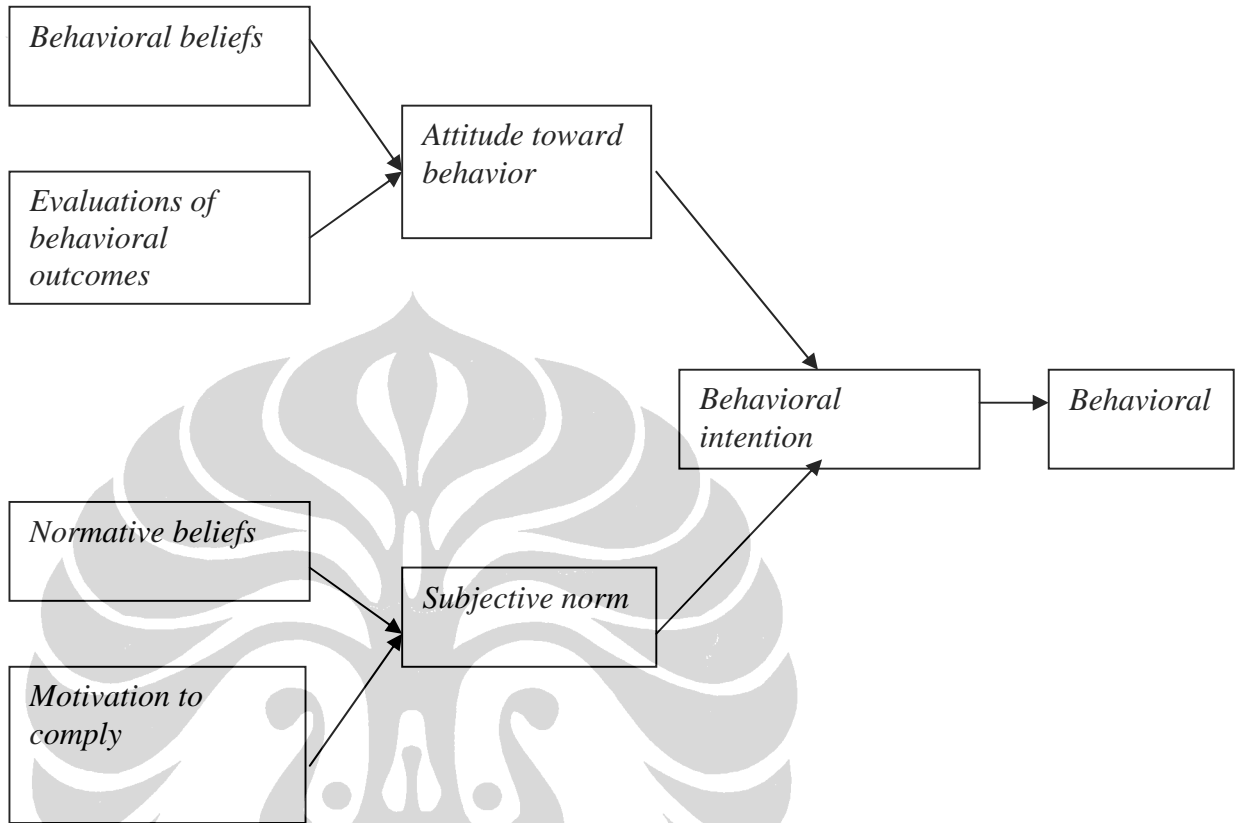 Behavioral beliefs
Evaluations of
behavioral
outcomes
Attitude toward
behavior
Behavioral
intention
Behavioral
Normative beliefs
Motivation to
comply
Subjective norm